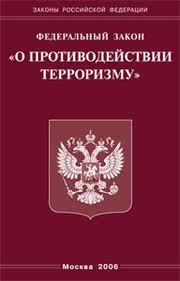 ЗАКОНЫ РОССИЙСКОЙ ФЕДЕРАЦИИ
ФЕДЕРАЛЬНЫЙ ЗАКОН
«О ПРОТИВОДЕЙСТВИИ
ТЕРРОРИЗМУ»
Москва 2006